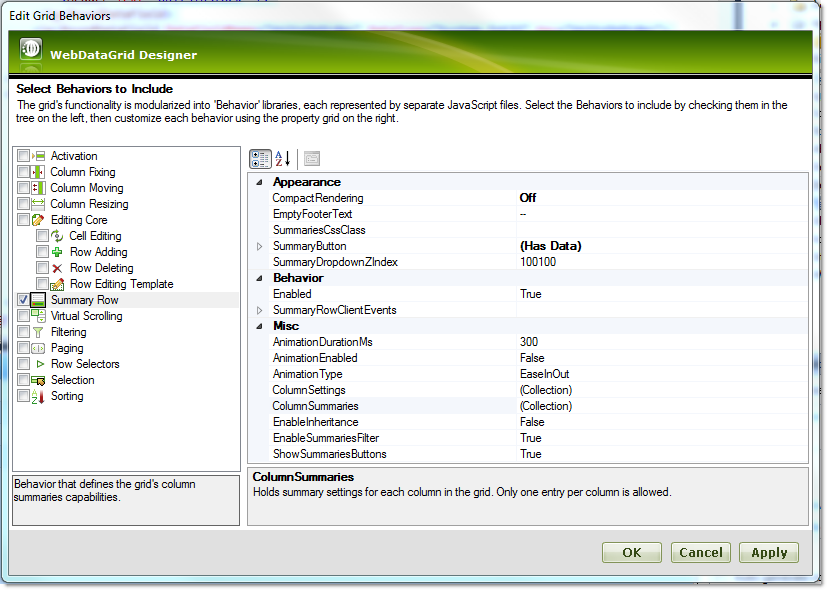 Edit Grid Behaviors
WebDataGrid Designer
Select Behaviors to Include
The grid's functionality is modularized into 'Behavior' libraries, each represented by separate JavaScript files. Select the Behaviors to include by checking them in the
tree on the left, then customize each behavior using the property grid on the right.
Activation
Column Fixing
Column Moving
Column Resizing
Editing Core
Cell Editing
Row Adding
Row Deleting
Row Editing Template
Summary Row
Virtual Scrolling
Filtering
Paging
Row Selectors
Selection
Sorting
Behavior that defines the grid's column
summaries capabilities.
Appearance
CompactRendering Off
EmptyFooterText --
SummariesCssClass
SummaryButton (Has Data)
SummaryDropdownZIndex 100100
Behavior
Enabled True
SummaryRowClientEvents
Misc
AnimationDurationMs 300
AnimationEnabled False
AnimationType EaseInOut
ColumnSettings (Collection)
ColumnSummaries (Collection)
EnableInheritance False
EnableSummariesFilter True
ShowSummariesButtons True
ColumnSummaries
Holds summary settings for each column in the grid. Only one entry per column is allowed.
OK Cancel Apply